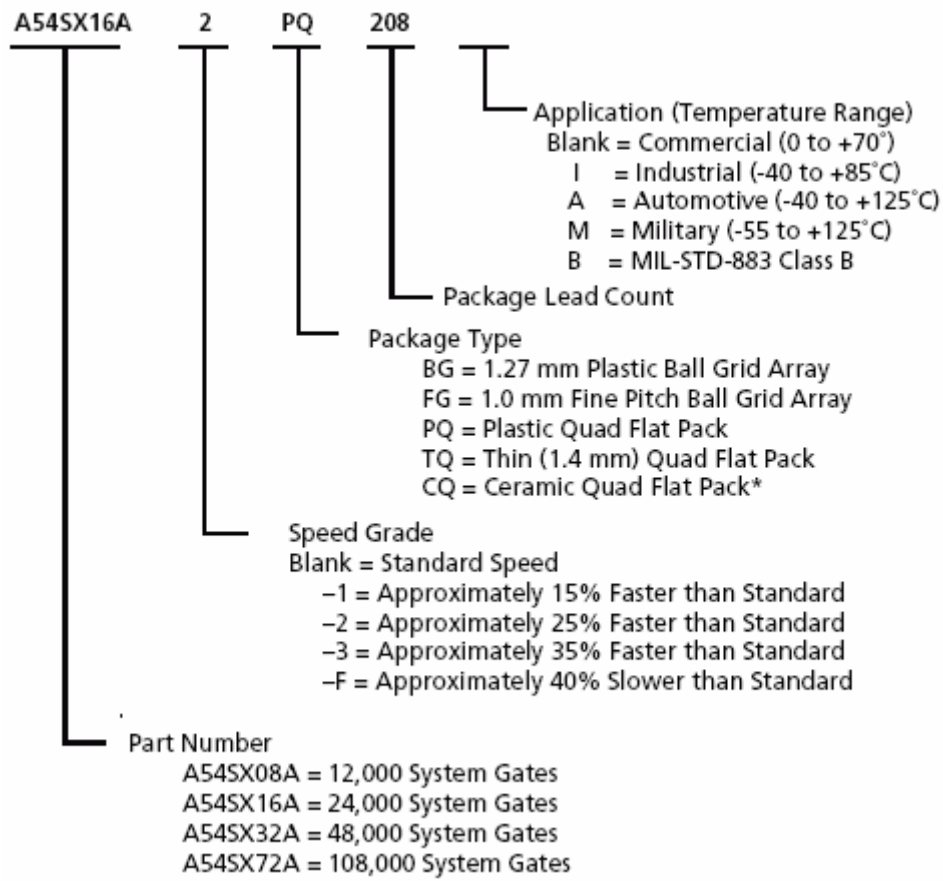 A54SX16A 2 PQ 208
Application (Temperature Range)
Blank = Commercial (0 to +70˚)
I = Industrial (-40 to +85˚C)
A = Automotive (-40 to +125˚C)
M = Military (-55 to +125˚C)
B = MIL-STD-883 Class B
Package Lead Count
Package Type
BG = 1.27 mm Plastic Ball Grid Array
FG = 1.0 mm Fine Pitch Ball Grid Array
PQ = Plastic Quad Flat Pack
TQ = Thin (1.4 mm) Quad Flat Pack
CQ = Ceramic Quad Flat Pack*
Speed Grade
Blank = Standard Speed
–1 = Approximately 15% Faster than Standard
–2 = Approximately 25% Faster than Standard
–3 = Approximately 35% Faster than Standard
–F = Approximately 40% Slower than Standard
Part Number
A54SX08A = 12,000 System Gates
A54SX16A = 24,000 System Gates
A54SX32A = 48,000 System Gates
A54SX72A = 108,000 System Gates